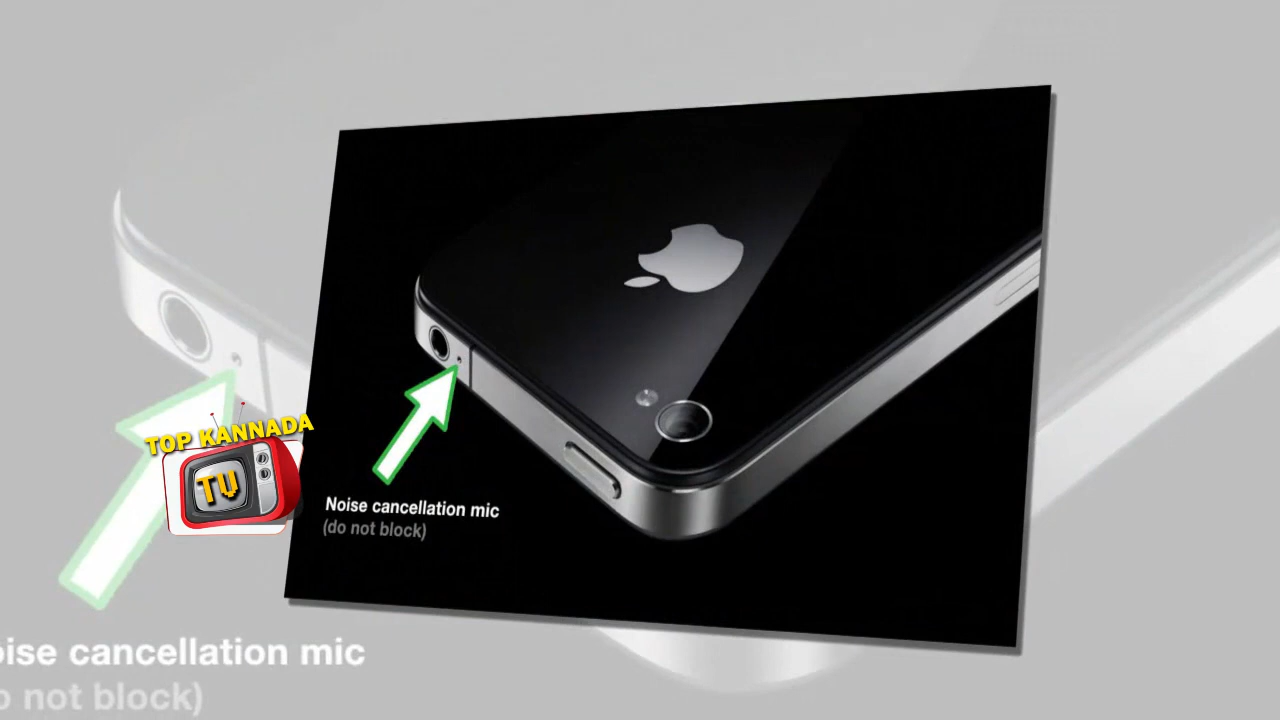 TOP KANNADA
TV
Noise cancellation mic
(do not block)
oise cancellation mic
o not block)